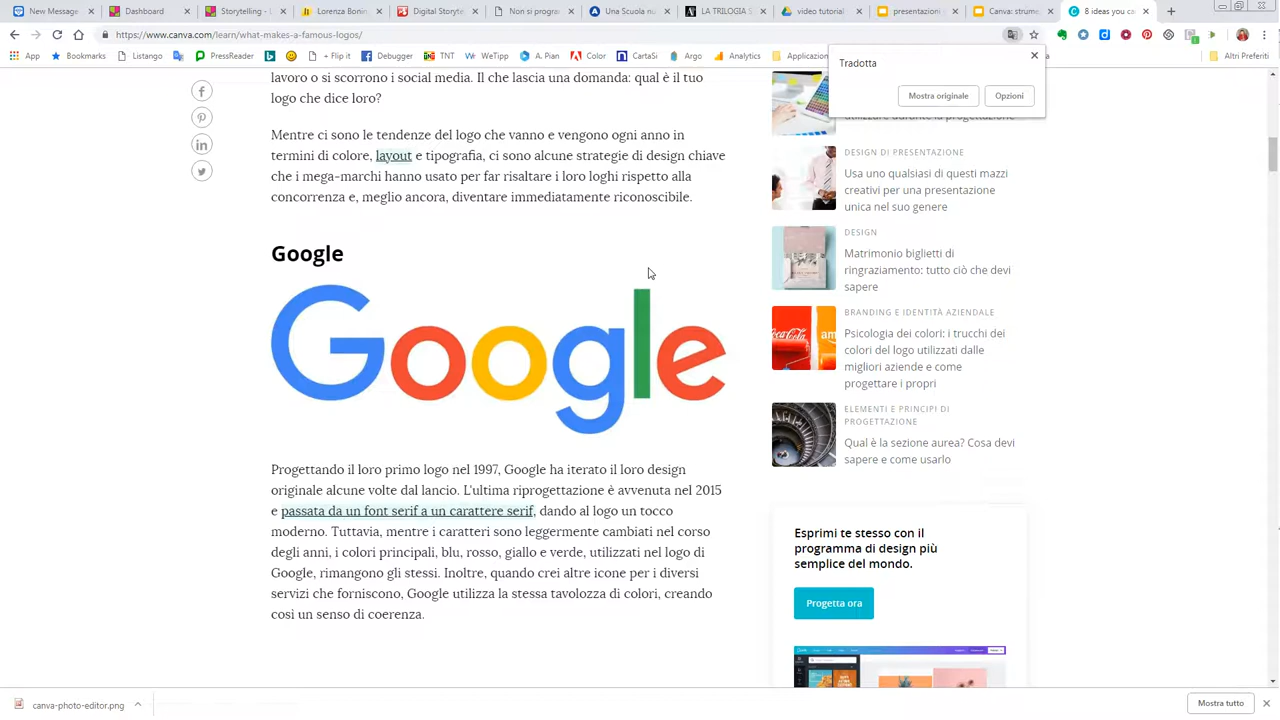 New Message
Dashboard
Storytelling -
Lorenza Bonin
Digital Storyte
Non si program
Una Scuola nu
LA TRILOGIA S
video tutorial
presentazioni
Canva: strume
8 ideas you ca
https://www.canva.com/learn/what-makes-a-famous-logos/
App
Bookmarks
Listango
PressReader
비밀번호
+ Flip it
Debugger
TNT
WeTipo
A. Pian
Color
CartaSi
Argo
Analytics
Applicazion
Altri Preferiti
Tradotta
Mostra originale
Opzioni
lavoro o si scorrono i social media. Il che lascia una domanda: qual è il tuo
logo che dice loro?
Mentre ci sono le tendenze del logo che vanno e vengono ogni anno in
termini di colore, layout e tipografia, ci sono alcune strategie di design chiave
che i mega-marchi hanno usato per far risaltare i loro loghi rispetto alla
concorrenza e, meglio ancora, diventare immediatamente riconoscibile.
Google
Google
Progettando il loro primo logo nel 1997, Google ha iterato il loro design
originale alcune volte dal lancio. L'ultima riprogettazione è avvenuta nel 2015
e passata da un font serif a un carattere serif, dando al logo un tocco
moderno. Tuttavia, mentre i caratteri sono leggermente cambiati nel corso
degli anni, i colori principali, blu, rosso, giallo e verde, utilizzati nel logo di
Google, rimangono gli stessi. Inoltre, quando crei altre icone per i diversi
servizi che forniscono, Google utilizza la stessa tavolozza di colori, creando
così un senso di coerenza.
utilizzare durante la progettazione
DESIGN DI PRESENTAZIONE
Usa uno qualsiasi di questi mazzi
creativi per una presentazione
unica nel suo genere
DESIGN
Matrimonio biglietti di
ringraziamento: tutto ciò che devi
sapere
BRANDING E IDENTITÀ AZIENDALE
Psicologia dei colori: i trucchi dei
colori del logo utilizzati dalle
migliori aziende e come
progettare i propri
ELEMENTI E PRINCIPI DI
PROGETTAZIONE
Qual è la sezione aurea? Cosa devi
sapere e come usarlo
Esprimi te stesso con il
programma di design più
semplice del mondo.
Progetta ora
canva-photo-editor.png
Mostra tutto